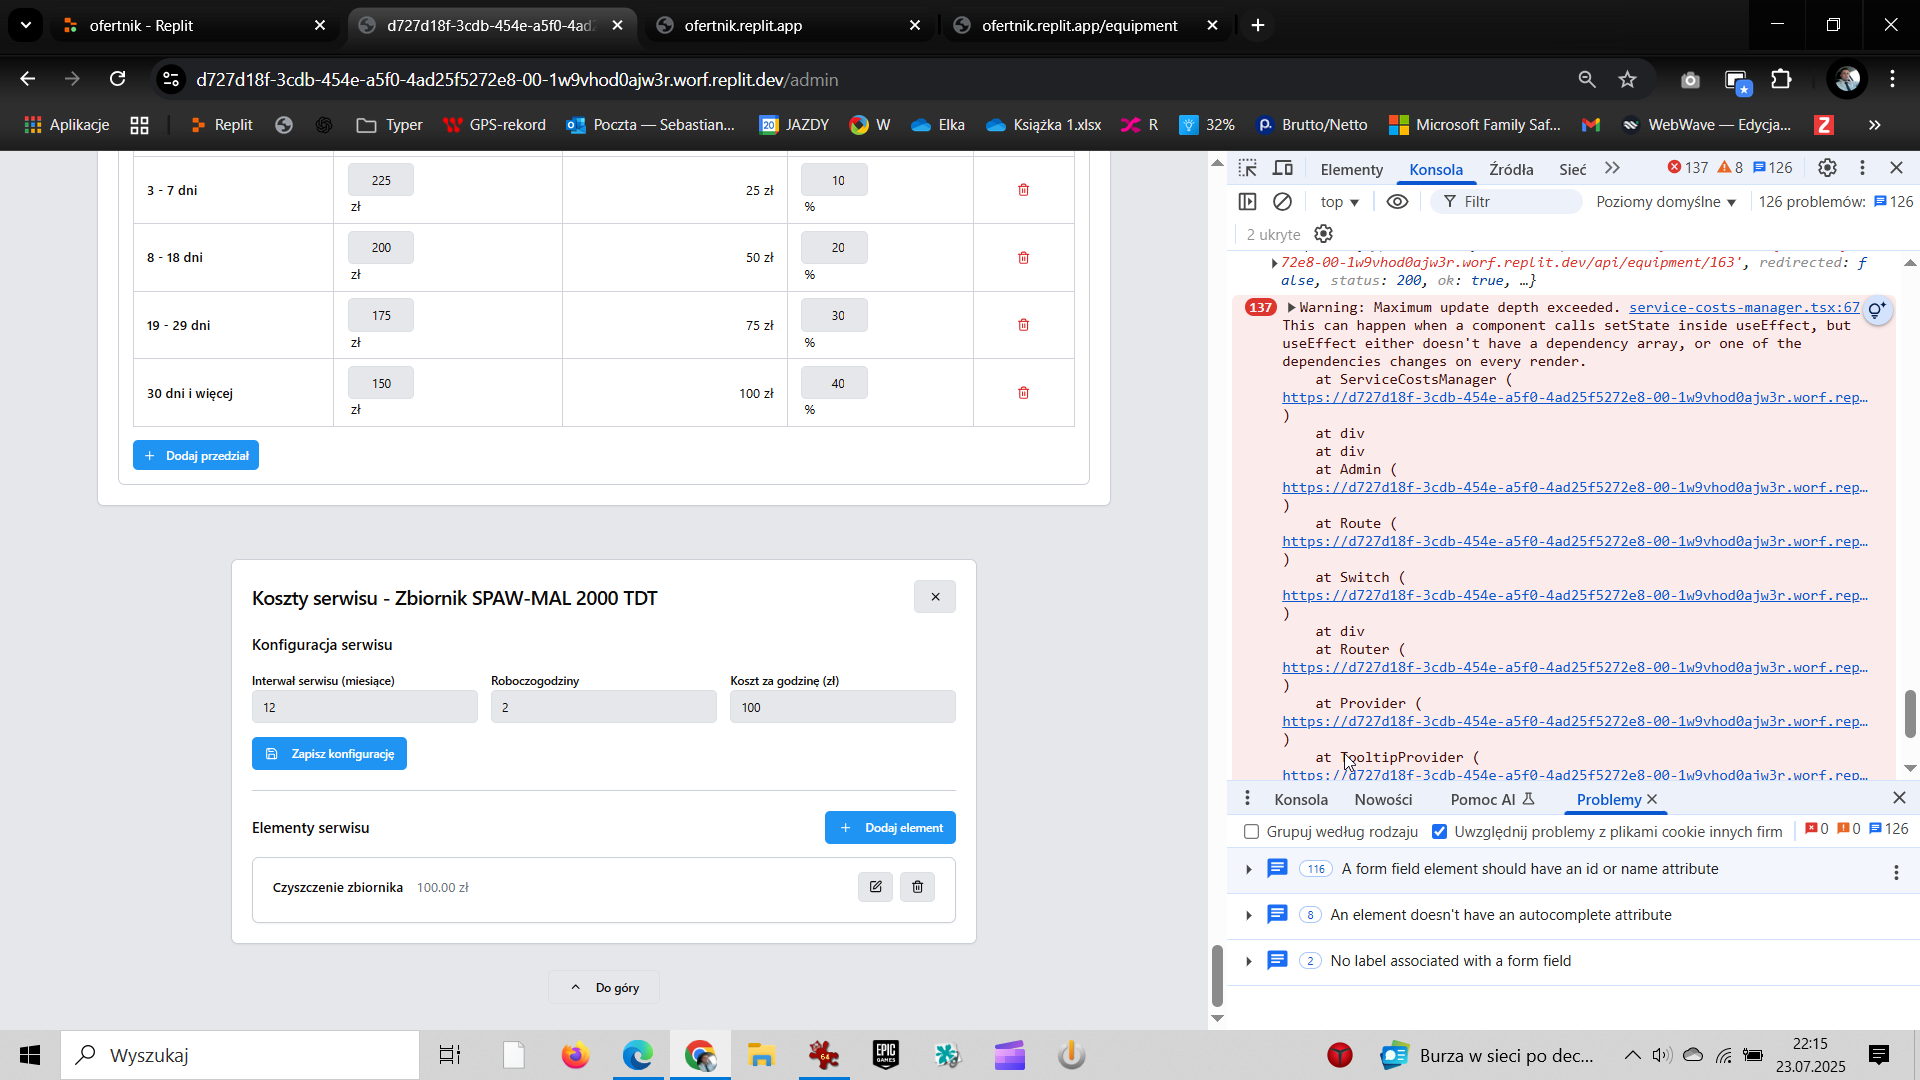 ofertnik - Replit
d727d18f-3cdb-454e-a5f0-4ad
ofertnik.replit.app
ofertnik.replit.app/equipment
d727d18f-3cdb-454e-a5f0-4ad25f5272e8-00-1w9vhod0ajw3r.worf.replit.dev/admin
Aplikacje
Replit
Typer
GPS-rekord
Poczta — Sebastian...
JAZDY
W
Elka
Książka 1.xlsx
R
32%
Brutto/Netto
Microsoft Family Saf...
WebWave — Edycja...
3 - 7 dni
225
zł
25 zł
10
%
8 - 18 dni
200
zł
50 zł
20
%
19 - 29 dni
175
zł
75 zł
30
%
30 dni i więcej
150
zł
100 zł
40
%
Dodaj przedział
Koszty serwisu - Zbiornik SPAW-MAL 2000 TDT
Konfiguracja serwisu
Interwał serwisu (miesiące)
Roboczogodziny
Koszt za godzinę (zł)
12
2
100
Zapisz konfigurację
Elementy serwisu
Dodaj element
Czyszczenie zbiornika 100.00 zł
Do góry
Elementy
Konsola
Źródła
Sieć
137
8
126
top
Filtr
Poziomy domyślne
126 problemów:
126
2 ukryte
72e8-00-1w9vhod0ajw3r.worf.replit.dev/api/equipment/163', redirected: f
alse, status: 200, ok: true, …}
137 Warning: Maximum update depth exceeded. service-costs-manager.tsx:67
This can happen when a component calls setState inside useEffect, but
useEffect either doesn't have a dependency array, or one of the
dependencies changes on every render.
at ServiceCostsManager (
https://d727d18f-3cdb-454e-a5f0-4ad25f5272e8-00-1w9vhod0ajw3r.worf.rep…
)
at div
at div
at Admin (
https://d727d18f-3cdb-454e-a5f0-4ad25f5272e8-00-1w9vhod0ajw3r.worf.rep…
)
at Route (
https://d727d18f-3cdb-454e-a5f0-4ad25f5272e8-00-1w9vhod0ajw3r.worf.rep…
)
at Switch (
https://d727d18f-3cdb-454e-a5f0-4ad25f5272e8-00-1w9vhod0ajw3r.worf.rep…
)
at div
at Router (
https://d727d18f-3cdb-454e-a5f0-4ad25f5272e8-00-1w9vhod0ajw3r.worf.rep…
)
at Provider (
https://d727d18f-3cdb-454e-a5f0-4ad25f5272e8-00-1w9vhod0ajw3r.worf.rep…
)
at TooltipProvider (
https://d727d18f-3cdb-454e-a5f0-4ad25f5272e8-00-1w9vhod0ajw3r.worf.rep…
Konsola
Nowości
Pomoc AI
Problemy
Grupuj według rodzaju
Uwzględnij problemy z plikami cookie innych firm
0
0
126
116 A form field element should have an id or name attribute
8 An element doesn't have an autocomplete attribute
2 No label associated with a form field
Wyszukaj
64
EPIC
GAMES
Burza w sieci po dec...
22:15
23.07.2025